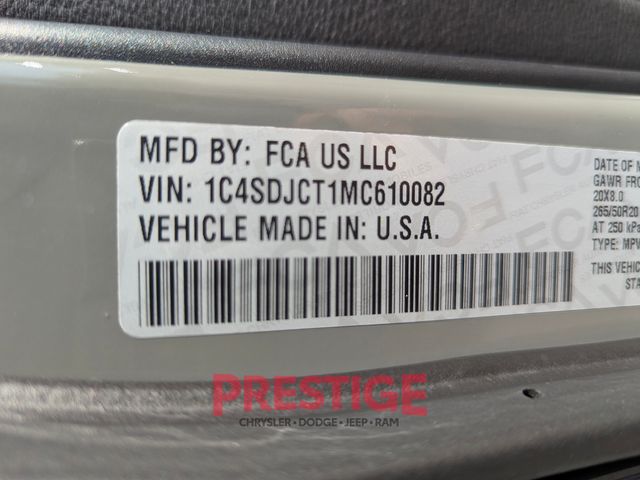 MFD BY: FCA US LLC
VIN: 1C4SDJCT1MC610082
VEHICLE MADE IN: U.S.A.
DATE OF M
GAWR FRO
20X8.0
265/50R20
AT 250 kPa
TYPE: MPV
THIS VEHIC
STA
PRESTIGE
CHRYSLER • DODGE • JEEP • RAM